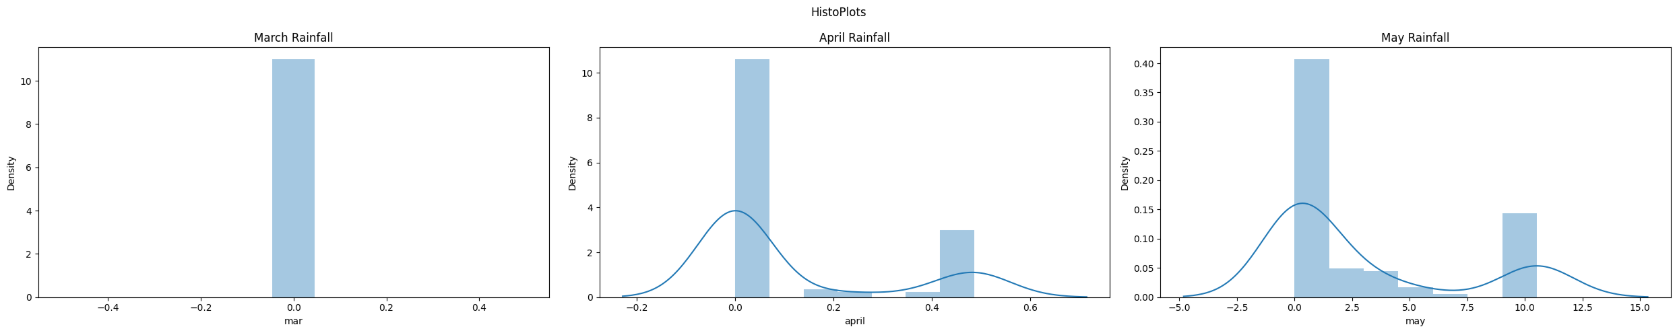 HistoPlots
March Rainfall
Density
10
8
6
4
2
0
−0.4 −0.2 0.0 0.2 0.4
mar
April Rainfall
Density
10
8
6
4
2
0
−0.2 0.0 0.2 0.4 0.6
april
May Rainfall
Density
0.40
0.35
0.30
0.25
0.20
0.15
0.10
0.05
0.00
−5.0 −2.5 0.0 2.5 5.0 7.5 10.0 12.5 15.0
may